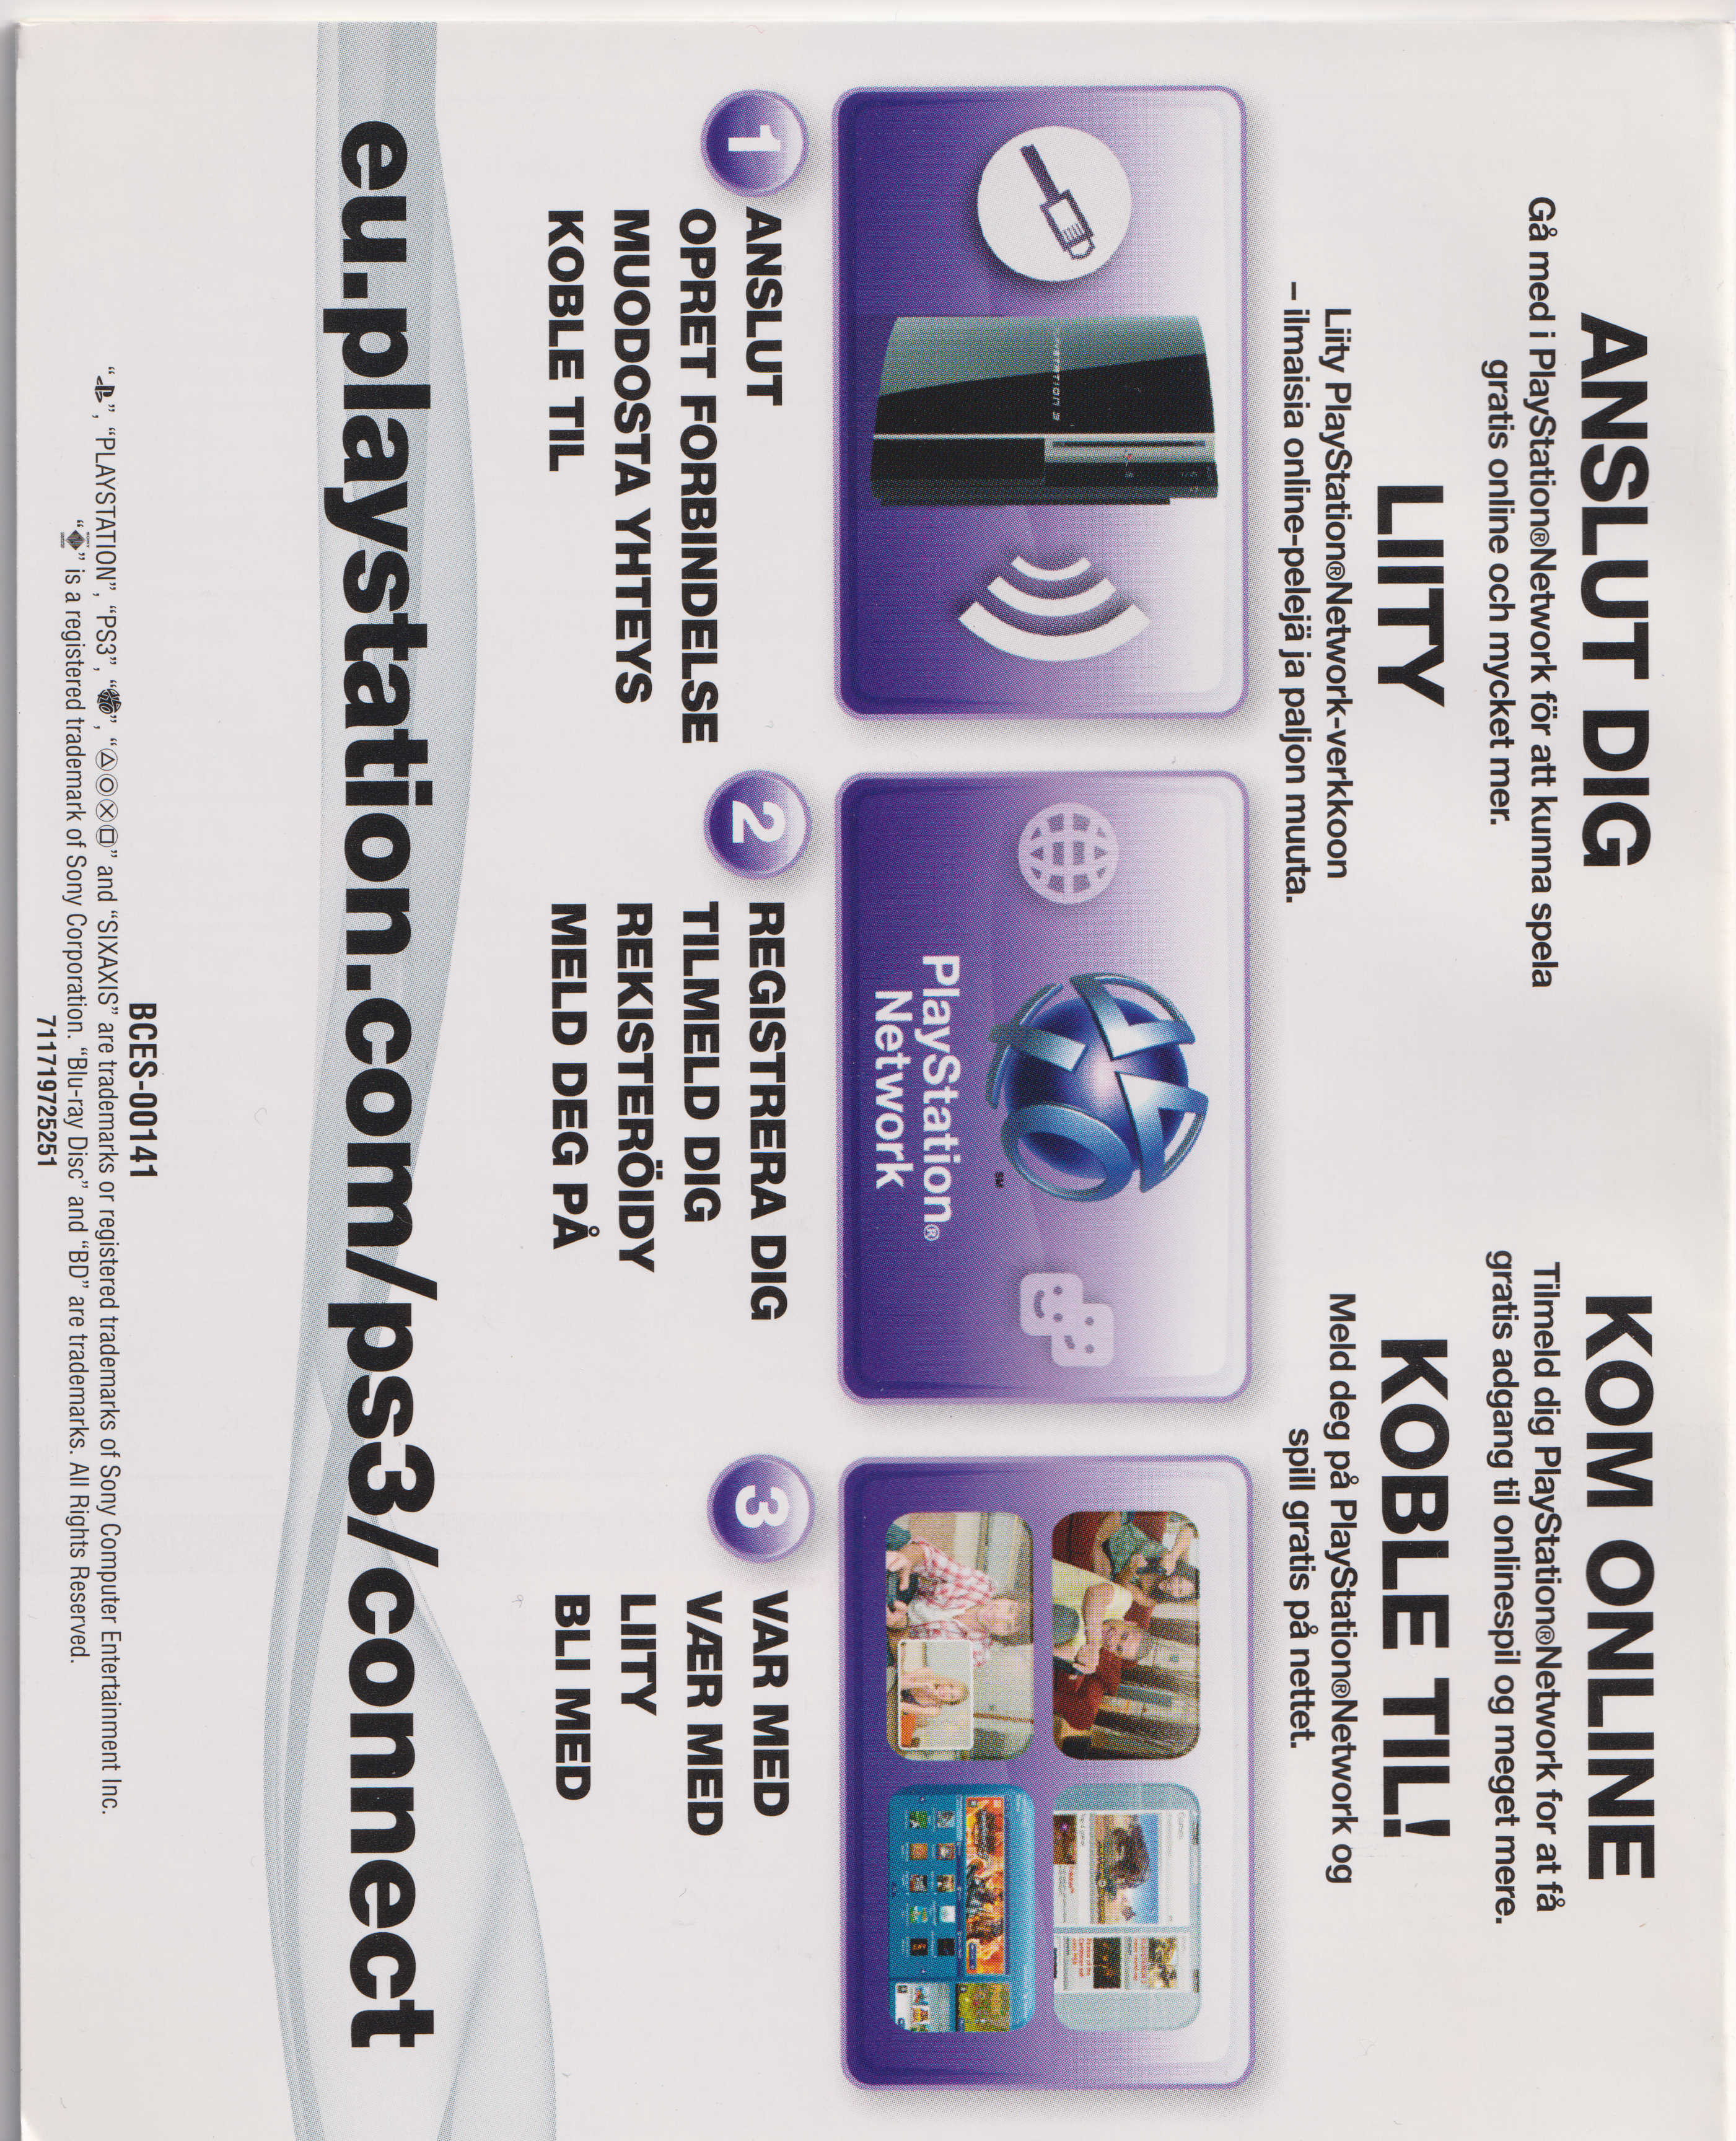 ANSLUT DIG
Gå med i PlayStation®Network för att kunna spela
gratis online och mycket mer.
KOM ONLINE
Tilmeld dig PlayStation®Network for at få
gratis adgang til onlinespil og meget mere.
LIITY
Liity PlayStation®Network-verkkoon
– ilmaisia online-pelejä ja paljon muuta.
KOBLE TIL!
Meld deg på PlayStation®Network og
spill gratis på nettet.
PLAYSTATION 3
PlayStation®
Network
SM
1
ANSLUT
OPRET FORBINDELSE
MUODOSTA YHTEYS
KOBLE TIL
2
REGISTRERA DIG
TILMELD DIG
REKISTERÖIDY
MELD DEG PÅ
3
VAR MED
VÆR MED
LIITY
BLI MED
eu.playstation.com/ps3/connect
BCES-00141
“ ”, “PLAYSTATION”, “PS3”, “ ”, “△○✕□” and “SIXAXIS” are trademarks or registered trademarks of Sony Computer Entertainment Inc.
“ ” is a registered trademark of Sony Corporation. “Blu-ray Disc” and “BD” are trademarks. All Rights Reserved.
711719725251